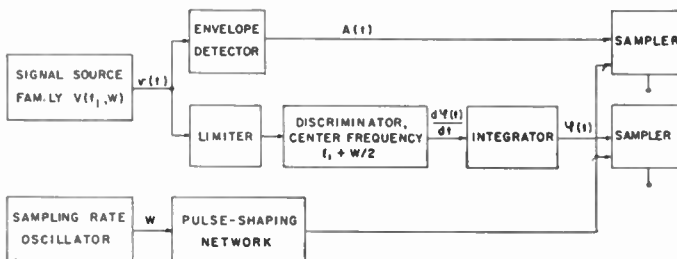 ENVELOPE
DETECTOR
A(t)
SAMPLER
SIGNAL SOURCE
FAMILY V(f₁,W)
v(t)
LIMITER
DISCRIMINATOR,
CENTER FREQUENCY
f₁ + W/2
dψ(t)
dt
INTEGRATOR
ψ(t)
SAMPLER
SAMPLING RATE
OSCILLATOR
W
PULSE-SHAPING
NETWORK